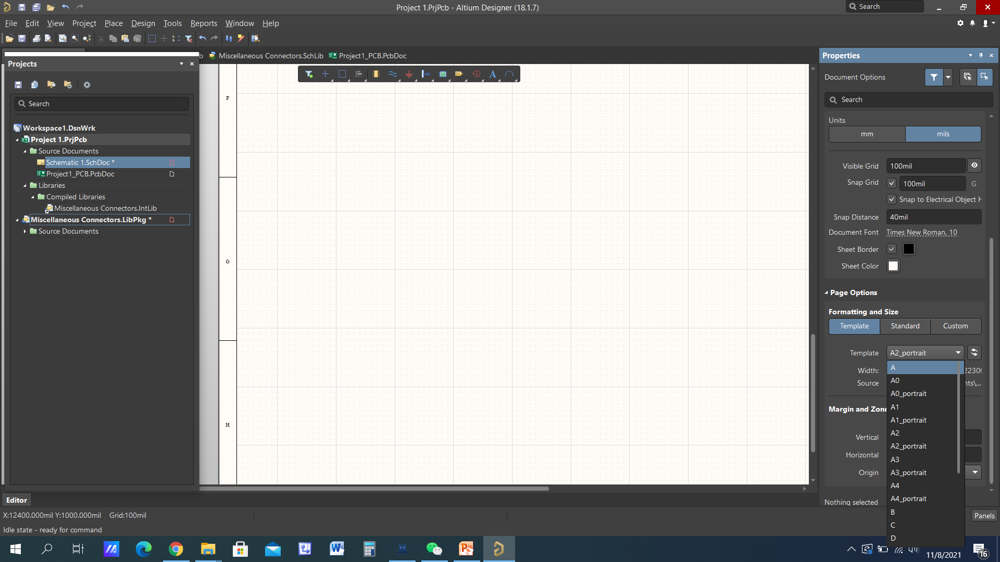 Project 1.PrjPcb - Altium Designer (18.1.7)
Search
File Edit View Project Place Design Tools Reports Window Help
b Miscellaneous Connectors.SchLib Project1_PCB.PcbDoc
Projects
Search
Workspace1.DsnWrk
Project 1.PrjPcb
Source Documents
Schematic 1.SchDoc *
Project1_PCB.PcbDoc
Libraries
Compiled Libraries
Miscellaneous Connectors.IntLib
Miscellaneous Connectors.LibPkg *
Source Documents
F
G
H
Properties
Document Options
Search
Units
mm mils
Visible Grid 100mil
Snap Grid 100mil G
Snap to Electrical Object H
Snap Distance 40mil
Document Font Times New Roman, 10
Sheet Border
Sheet Color
Page Options
Formatting and Size
Template Standard Custom
Template A2_portrait
Width: 2230
Source nts\...
Margin and Zone
Vertical
Horizontal
Origin
A
A0
A0_portrait
A1
A1_portrait
A2
A2_portrait
A3
A3_portrait
A4
A4_portrait
B
C
D
Nothing selected
Panels
Editor
X:12400.000mil Y:1000.000mil Grid:100mil
Idle state - ready for command
11/8/2021
16